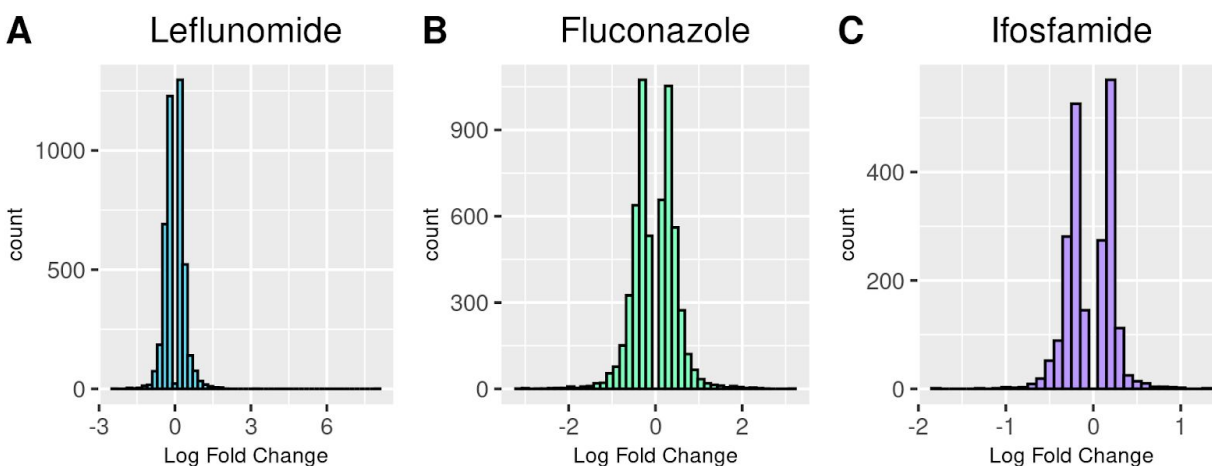 A Leflunomide
1000
500
0
count
-3 0 3 6
Log Fold Change
B Fluconazole
900
600
300
0
count
-2 0 2
Log Fold Change
C Ifosfamide
400
200
0
count
-2 -1 0 1
Log Fold Change